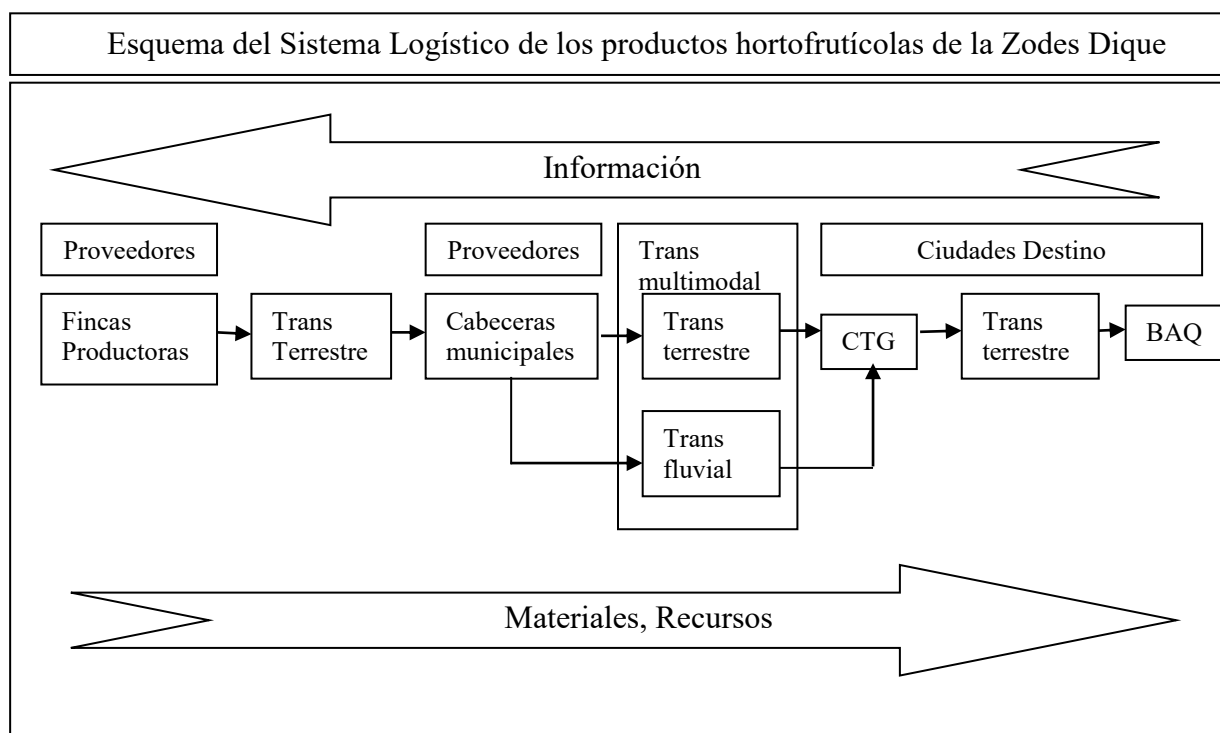 Esquema del Sistema Logístico de los productos hortofrutícolas de la Zodes Dique
Información
Proveedores
Proveedores
Trans
multimodal
Ciudades Destino
Fincas
Productoras
Trans
Terrestre
Cabeceras
municipales
Trans
terrestre
CTG
Trans
terrestre
BAQ
Trans
fluvial
Materiales, Recursos